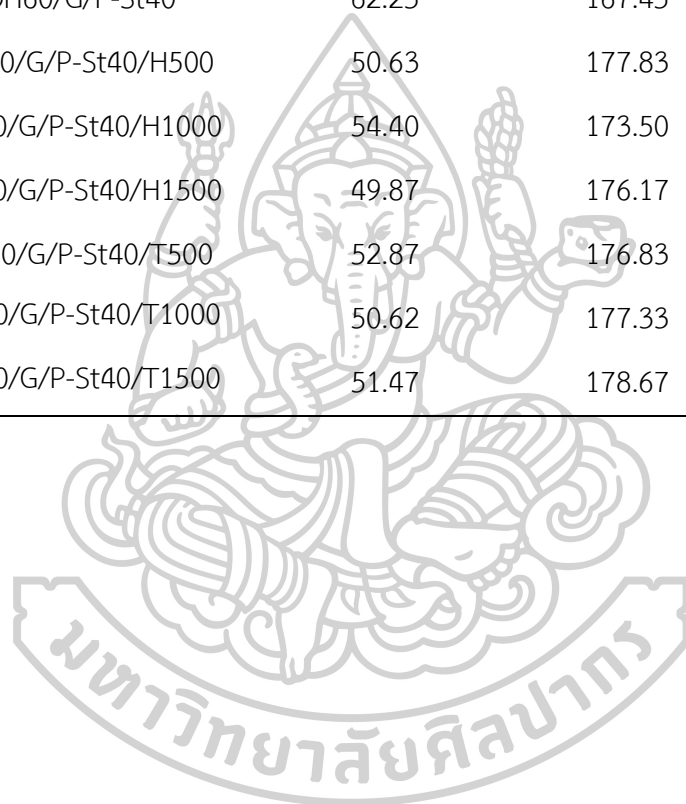 0/G/P-St40/H500 50.63 177.83
0/G/P-St40/H1000 54.40 173.50
0/G/P-St40/H1500 49.87 176.17
0/G/P-St40/T500 52.87 176.83
0/G/P-St40/T1000 50.62 177.33
0/G/P-St40/T1500 51.47 178.67
มหาวิทยาลัยศิลปากร